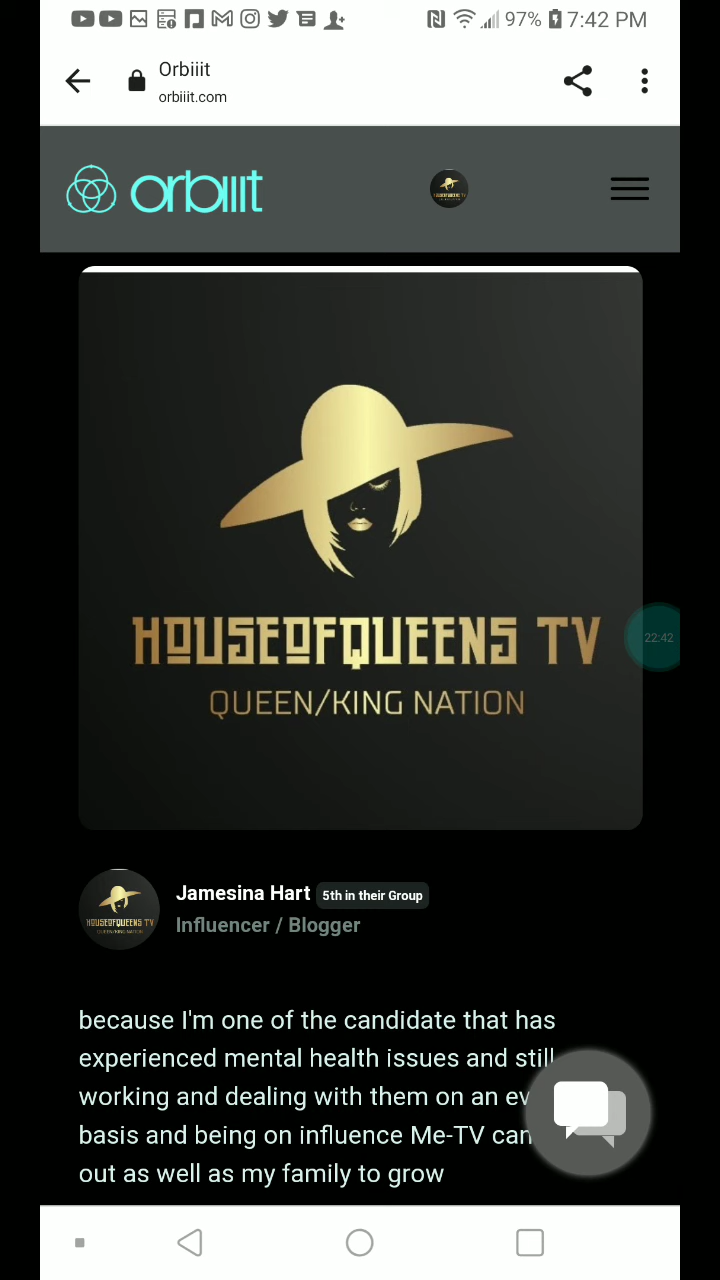 97% 7:42 PM
Orbiiit
orbiiit.com
orbiiit
HOUSEOFQUEENS TV
QUEEN/KING NATION
22:42
HOUSEOFQUEENS TV
Jamesina Hart 5th in their Group
Influencer / Blogger
because I'm one of the candidate that has
experienced mental health issues and still
working and dealing with them on an
basis and being on influence Me-TV can
out as well as my family to grow